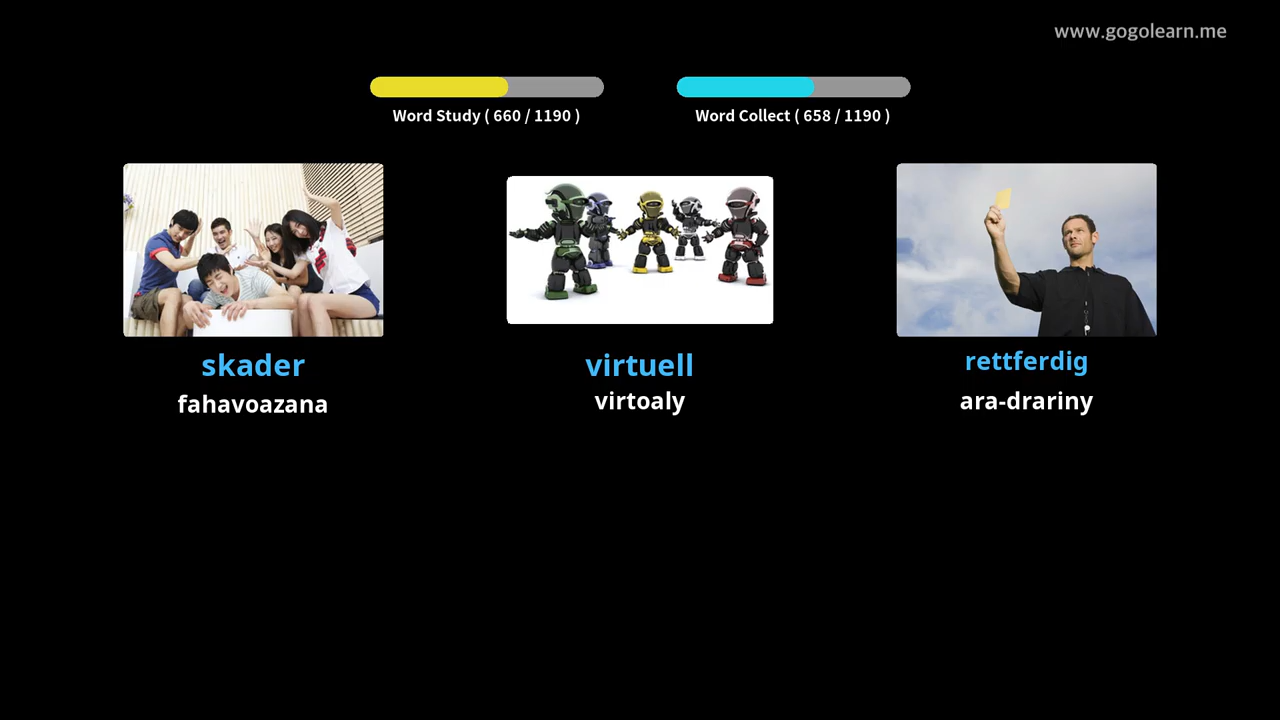 www.gogolearn.me
Word Study ( 660 / 1190 )
Word Collect ( 658 / 1190 )
skader
fahavoazana
virtuell
virtoaly
rettferdig
ara-drariny